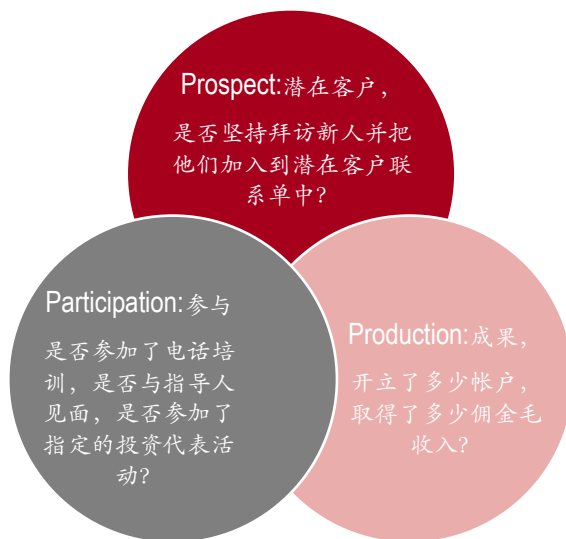 Prospect:潜在客户，
是否坚持拜访新人并把
他们加入到潜在客户联
系单中？
Participation:参与
是否参加了电话培
训，是否与指导人
见面，是否参加了
指定的投资代表活
动？
Production:成果，
开立了多少帐户，
取得了多少佣金毛
收入？